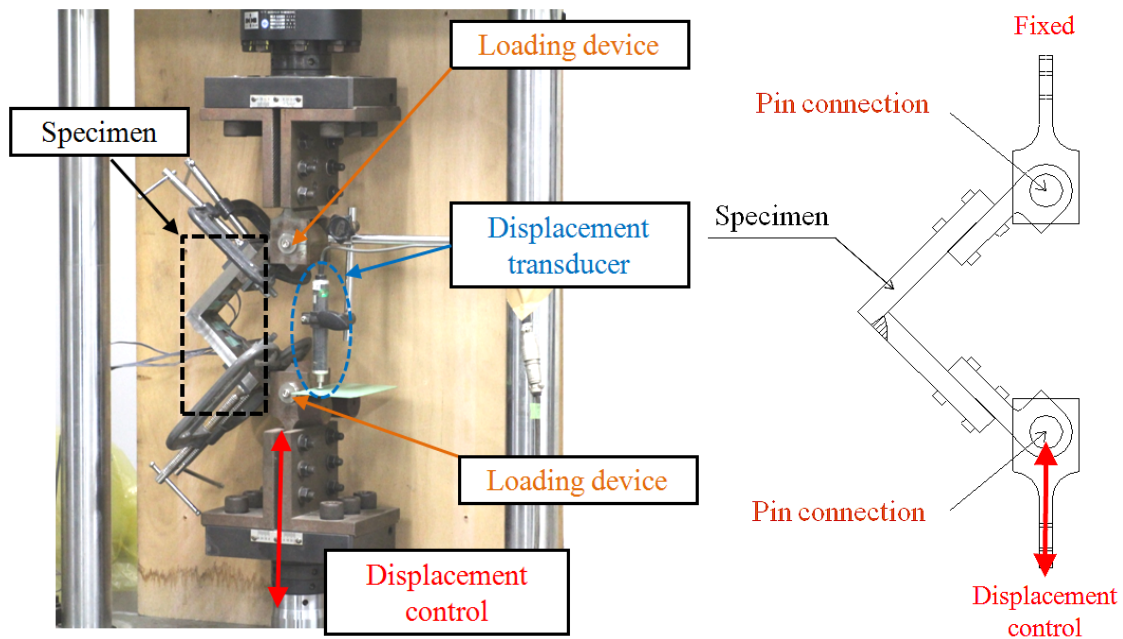 Loading device
Specimen
Displacement
transducer
Loading device
Displacement
control
Fixed
Pin connection
Specimen
Pin connection
Displacement
control